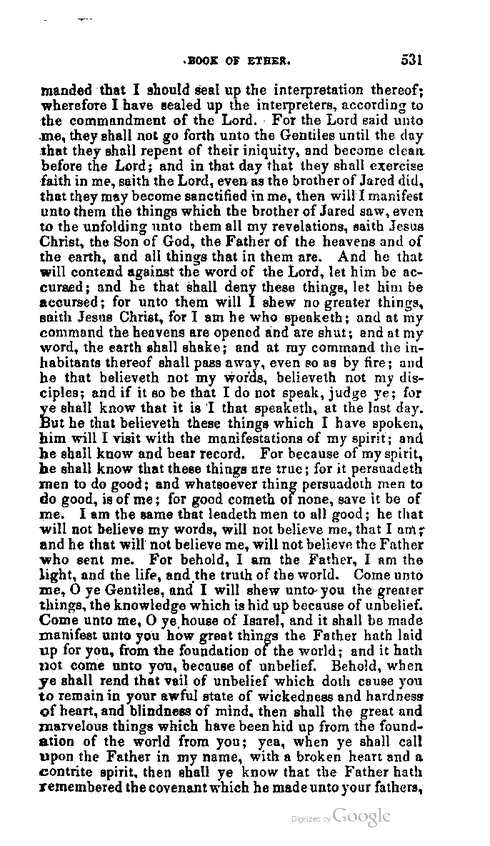 .BOOK OF ETHER. 531
manded that I should seal up the interpretation thereof;
wherefore I have sealed up the interpreters, according to
the commandment of the Lord. For the Lord said unto
me, they shall not go forth unto the Gentiles until the day
that they shall repent of their iniquity, and become clean
before the Lord; and in that day that they shall exercise
faith in me, saith the Lord, even as the brother of Jared did,
that they may become sanctified in me, then will I manifest
unto them the things which the brother of Jared saw, even
to the unfolding unto them all my revelations, saith Jesus
Christ, the Son of God, the Father of the heavens and of
the earth, and all things that in them are. And he that
will contend against the word of the Lord, let him be ac-
cursed; and he that shall deny these things, let him be
accursed; for unto them will I shew no greater things,
saith Jesus Christ, for I am he who speaketh; and at my
command the heavens are opened and are shut; and at my
word, the earth shall shake; and at my command the in-
habitants thereof shall pass away, even so as by fire; and
he that believeth not my words, believeth not my dis-
ciples; and if it so be that I do not speak, judge ye; for
ye shall know that it is I that speaketh, at the last day.
But he that believeth these things which I have spoken,
him will I visit with the manifestations of my spirit; and
he shall know and bear record. For because of my spirit,
he shall know that these things are true; for it persuadeth
men to do good; and whatsoever thing persuadeth men to
do good, is of me; for good cometh of none, save it be of
me. I am the same that leadeth men to all good; he that
will not believe my words, will not believe me, that I am;
and he that will not believe me, will not believe the Father
who sent me. For behold, I am the Father, I am the
light, and the life, and the truth of the world. Come unto
me, O ye Gentiles, and I will shew unto you the greater
things, the knowledge which is hid up because of unbelief.
Come unto me, O ye house of Isarel, and it shall be made
manifest unto you how great things the Father hath laid
up for you, from the foundation of the world; and it hath
not come unto you, because of unbelief. Behold, when
ye shall rend that vail of unbelief which doth cause you
to remain in your awful state of wickedness and hardness
of heart, and blindness of mind, then shall the great and
marvelous things which have been hid up from the found-
ation of the world from you; yea, when ye shall call
upon the Father in my name, with a broken heart and a
contrite spirit, then shall ye know that the Father hath
remembered the covenant which he made unto your fathers,
Digitized by Google